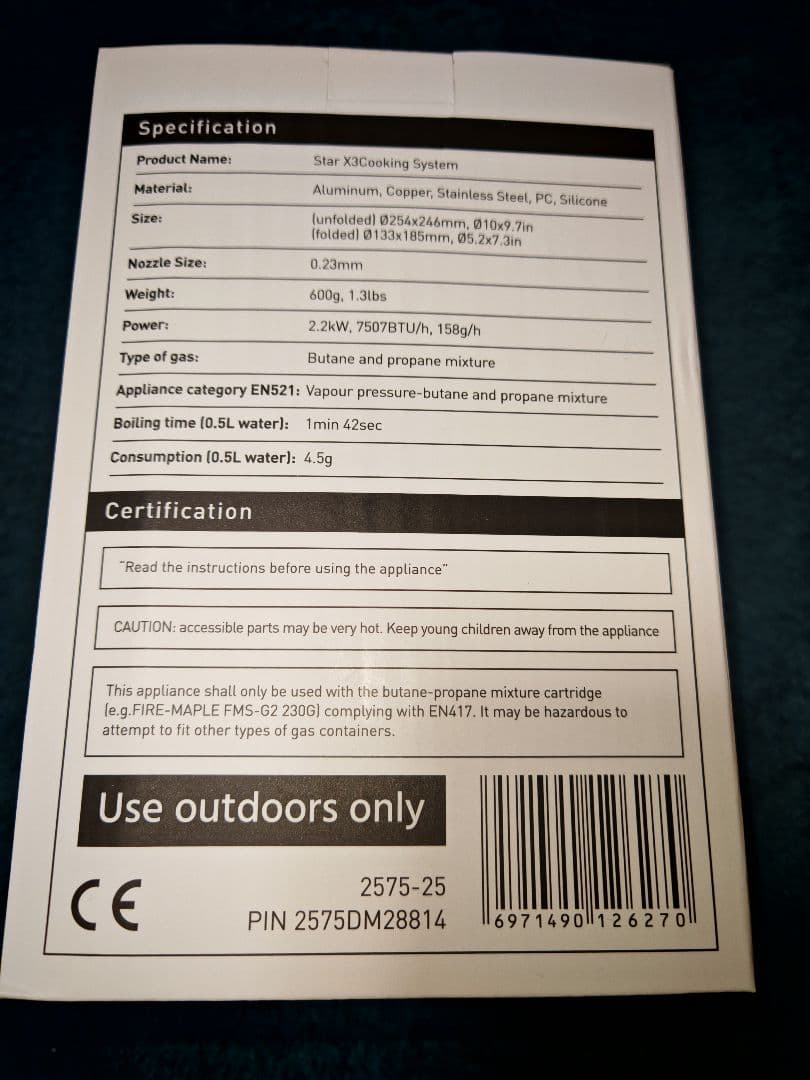 Specification
Product Name: Star X3Cooking System
Material: Aluminum, Copper, Stainless Steel, PC, Silicone
Size: (unfolded) Ø254x246mm, Ø10x9.7in
(folded) Ø133x185mm, Ø5.2x7.3in
Nozzle Size: 0.23mm
Weight: 600g, 1.3lbs
Power: 2.2kW, 7507BTU/h, 158g/h
Type of gas: Butane and propane mixture
Appliance category EN521: Vapour pressure-butane and propane mixture
Boiling time (0.5L water): 1min 42sec
Consumption (0.5L water): 4.5g
Certification
"Read the instructions before using the appliance"
CAUTION: accessible parts may be very hot. Keep young children away from the appliance
This appliance shall only be used with the butane-propane mixture cartridge
(e.g.FIRE-MAPLE FMS-G2 230G) complying with EN417. It may be hazardous to
attempt to fit other types of gas containers.
Use outdoors only
CE
2575-25
PIN 2575DM28814
6971490126270